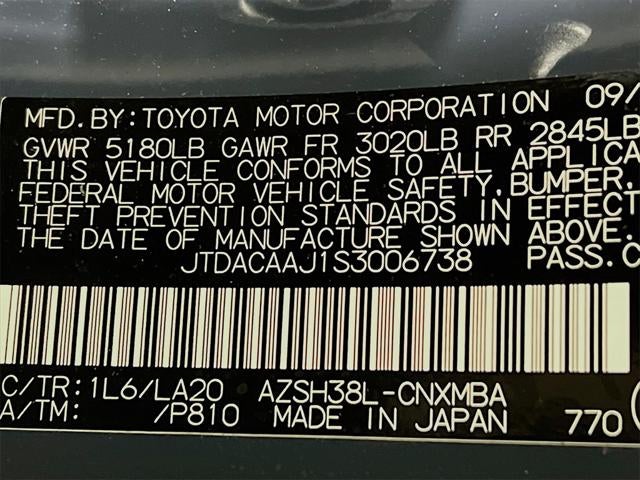 MFD. BY: TOYOTA MOTOR CORPORATION 09/
GVWR 5180LB GAWR FR 3020LB RR 2845LB
THIS VEHICLE CONFORMS TO ALL APPLICA
FEDERAL MOTOR VEHICLE SAFETY, BUMPER,
THEFT PREVENTION STANDARDS IN EFFECT
THE DATE OF MANUFACTURE SHOWN ABOVE.
JTDACAAJ1S3006738 PASS.C
C/TR: 1L6/LA20 AZSH38L-CNXMBA
A/TM: /P810 MADE IN JAPAN 770